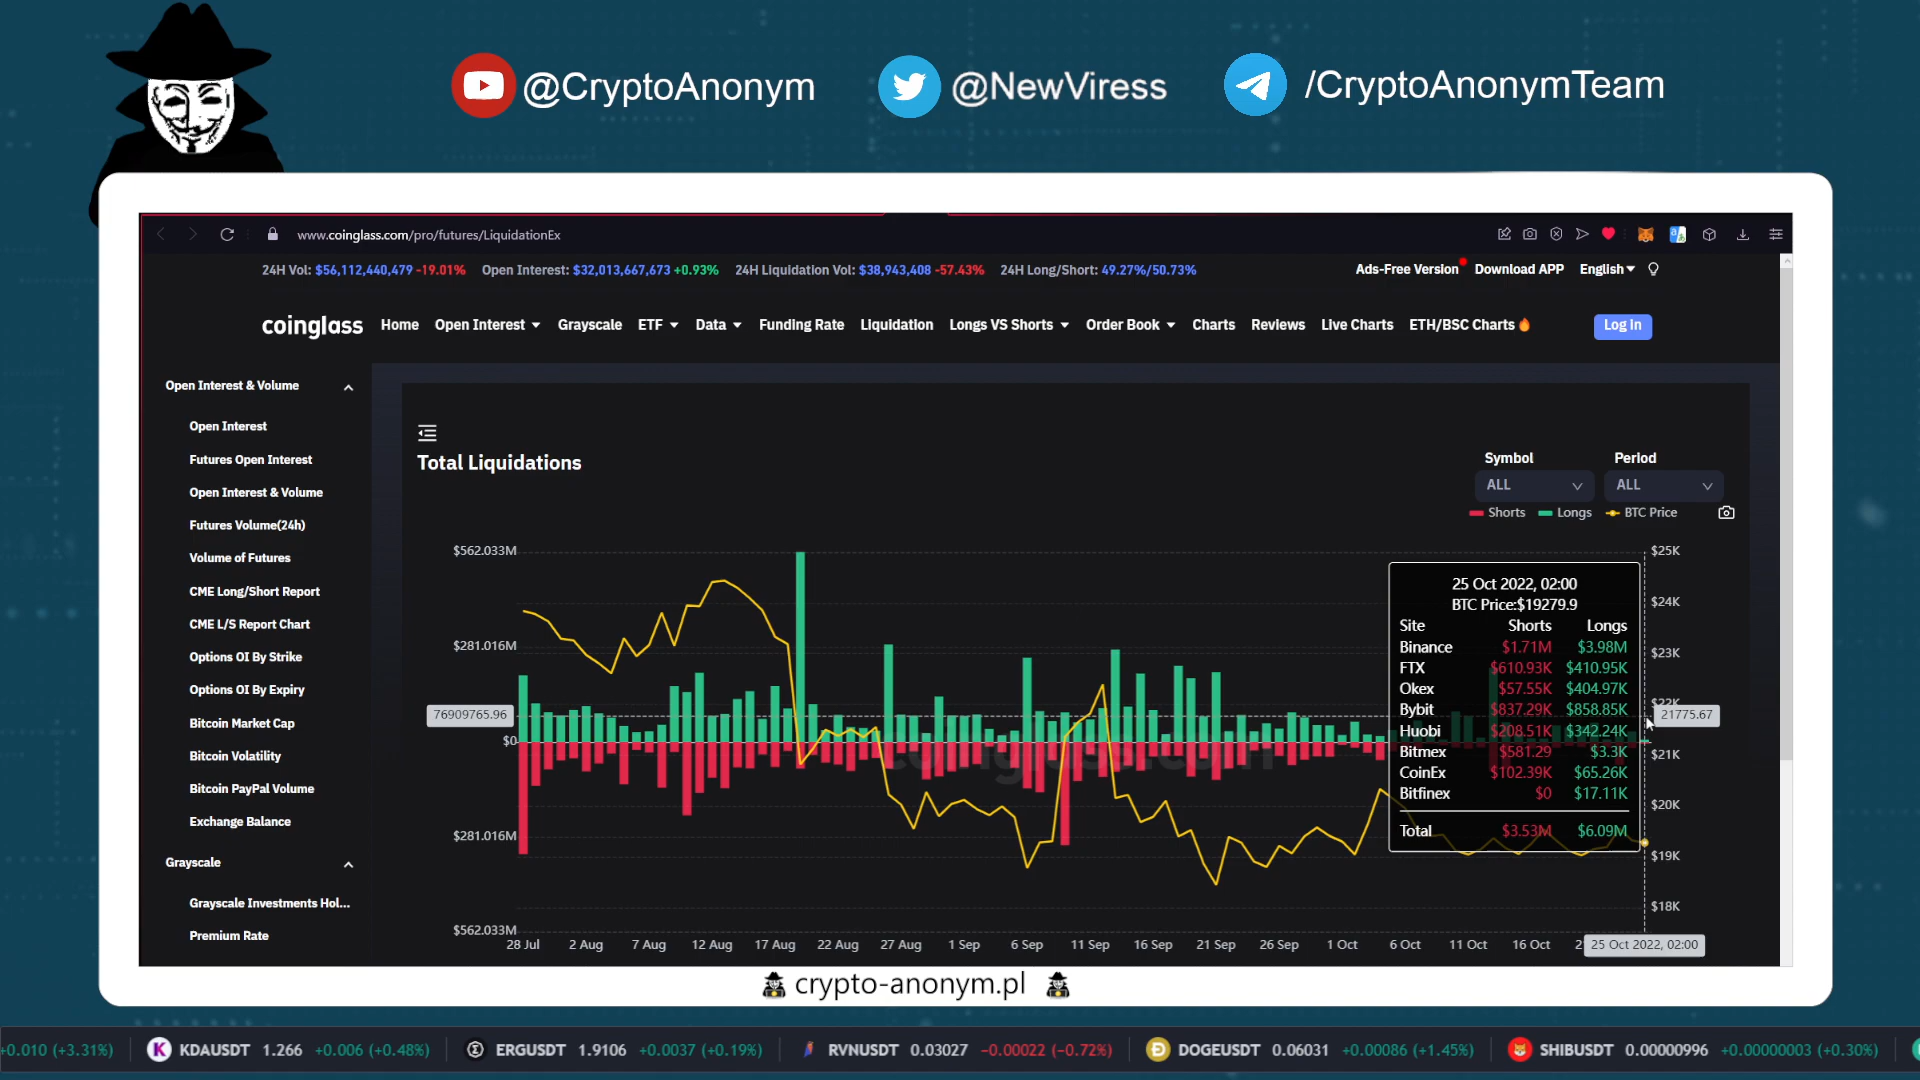 @CryptoAnonym @NewViress /CryptoAnonymTeam
www.coinglass.com/pro/futures/LiquidationEx
24H Vol: $56,112,440,479 -19.01% Open Interest: $32,013,667,673 +0.93% 24H Liquidation Vol: $38,943,408 -57.43% 24H Long/Short: 49.27%/50.73% Ads-Free Version Download APP English
coinglass Home Open Interest Grayscale ETF Data Funding Rate Liquidation Longs VS Shorts Order Book Charts Reviews Live Charts ETH/BSC Charts Log In
Open Interest & Volume
Open Interest
Futures Open Interest
Open Interest & Volume
Futures Volume(24h)
Volume of Futures
CME Long/Short Report
CME L/S Report Chart
Options OI By Strike
Options OI By Expiry
Bitcoin Market Cap
Bitcoin Volatility
Bitcoin PayPal Volume
Exchange Balance
Grayscale
Grayscale Investments Hol...
Premium Rate
Total Liquidations
Symbol Period
ALL ALL
Shorts Longs BTC Price
$562.033M
$281.016M
76909765.96
$0
$281.016M
$562.033M
$25K
$24K
$23K
$22K
21775.67
$21K
$20K
$19K
$18K
25 Oct 2022, 02:00
BTC Price:$19279.9
Site Shorts Longs
Binance $1.71M $3.98M
FTX $610.93K $410.95K
Okex $57.55K $404.97K
Bybit $837.29K $858.85K
Huobi $208.51K $342.24K
Bitmex $581.29 $3.3K
CoinEx $102.39K $65.26K
Bitfinex $0 $17.11K
Total $3.53M $6.09M
28 Jul 2 Aug 7 Aug 12 Aug 17 Aug 22 Aug 27 Aug 1 Sep 6 Sep 11 Sep 16 Sep 21 Sep 26 Sep 1 Oct 6 Oct 11 Oct 16 Oct 25 Oct 2022, 02:00
crypto-anonym.pl
+0.010 (+3.31%) KDAUSDT 1.266 +0.006 (+0.48%) ERGUSDT 1.9106 +0.0037 (+0.19%) RVNUSDT 0.03027 −0.00022 (−0.72%) DOGEUSDT 0.06031 +0.00086 (+1.45%) SHIBUSDT 0.00000996 +0.00000003 (+0.30%)